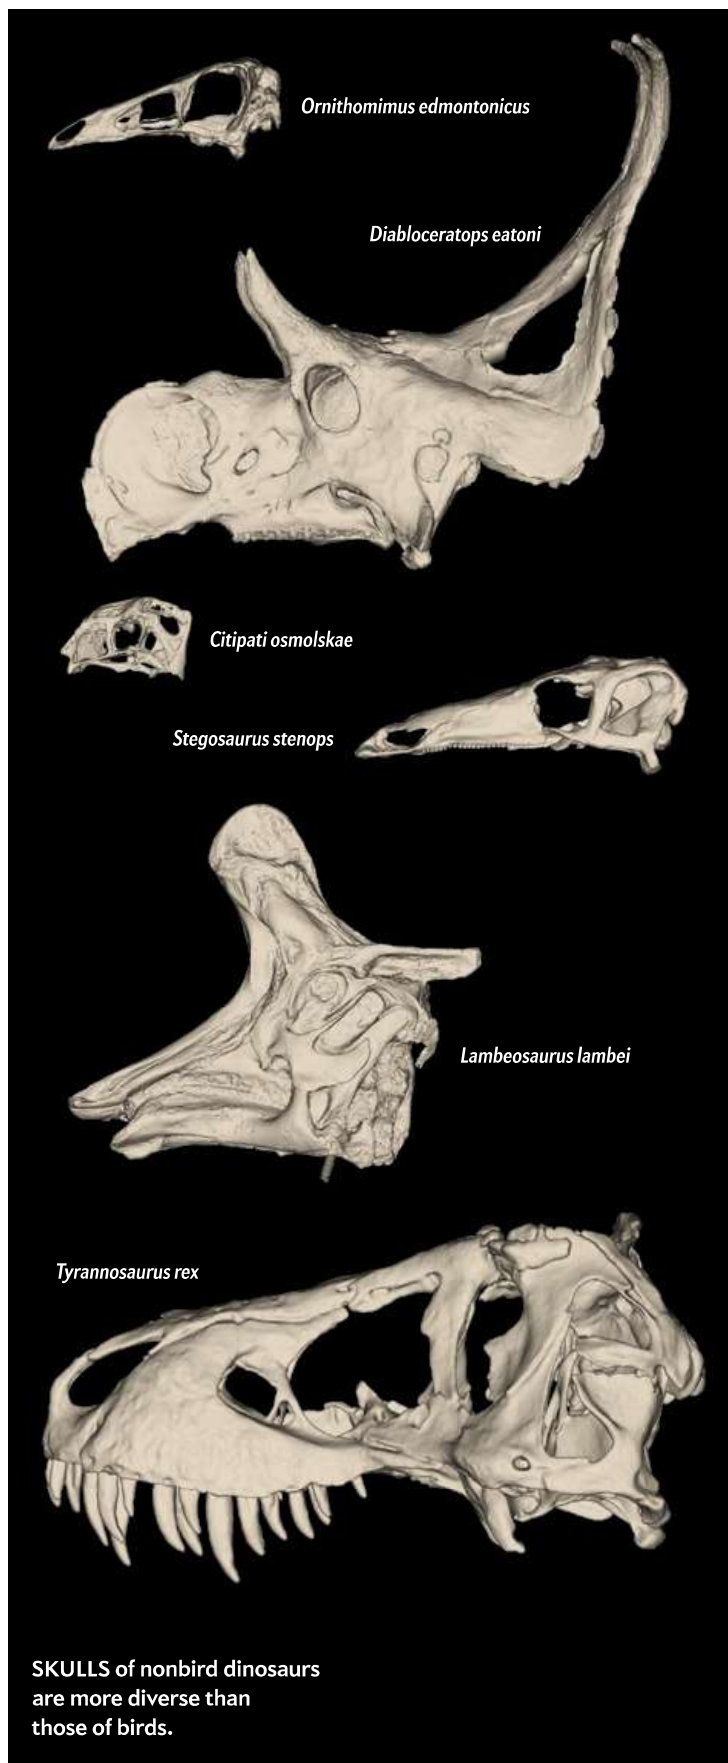 Ornithomimus edmontonicus
Diabloceratops eatoni
Citipati osmolskae
Stegosaurus stenops
Lambeosaurus lambei
Tyrannosaurus rex
SKULLS of nonbird dinosaurs
are more diverse than
those of birds.